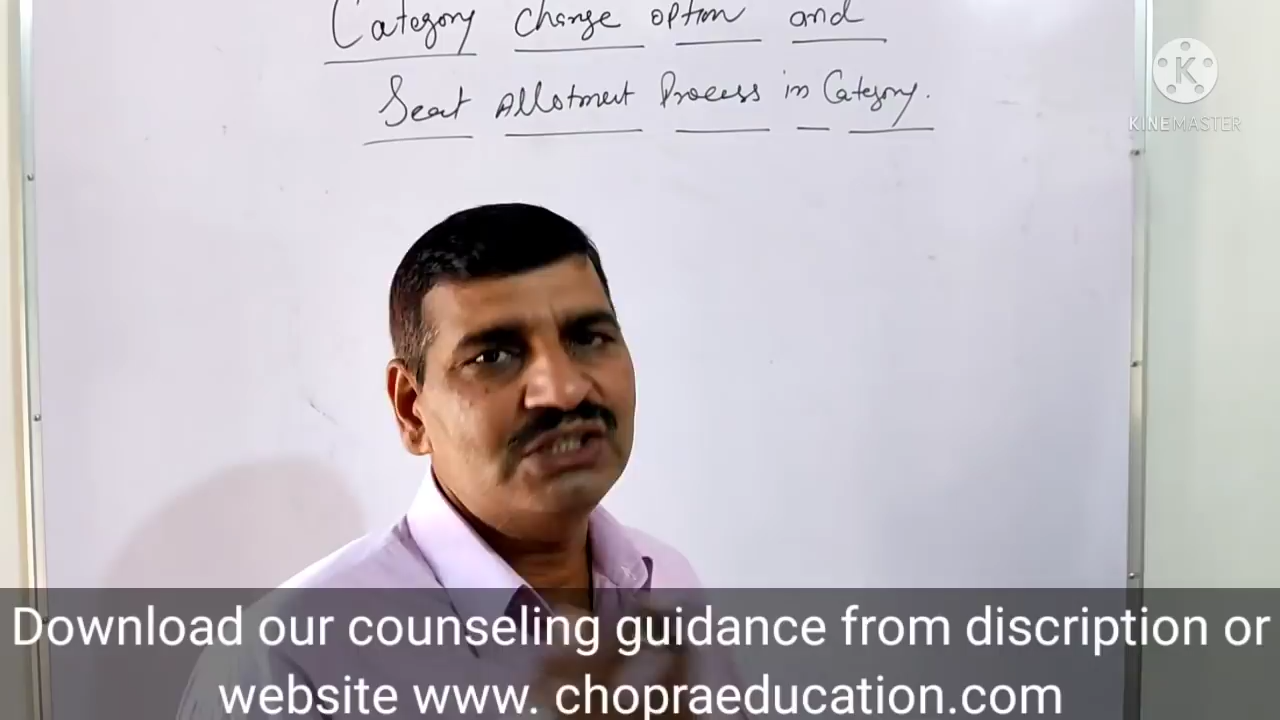 Category change option and
Seat Allotment Process in Category.
K
KINEMASTER
Download our counseling guidance from discription or
website www. chopraeducation.com